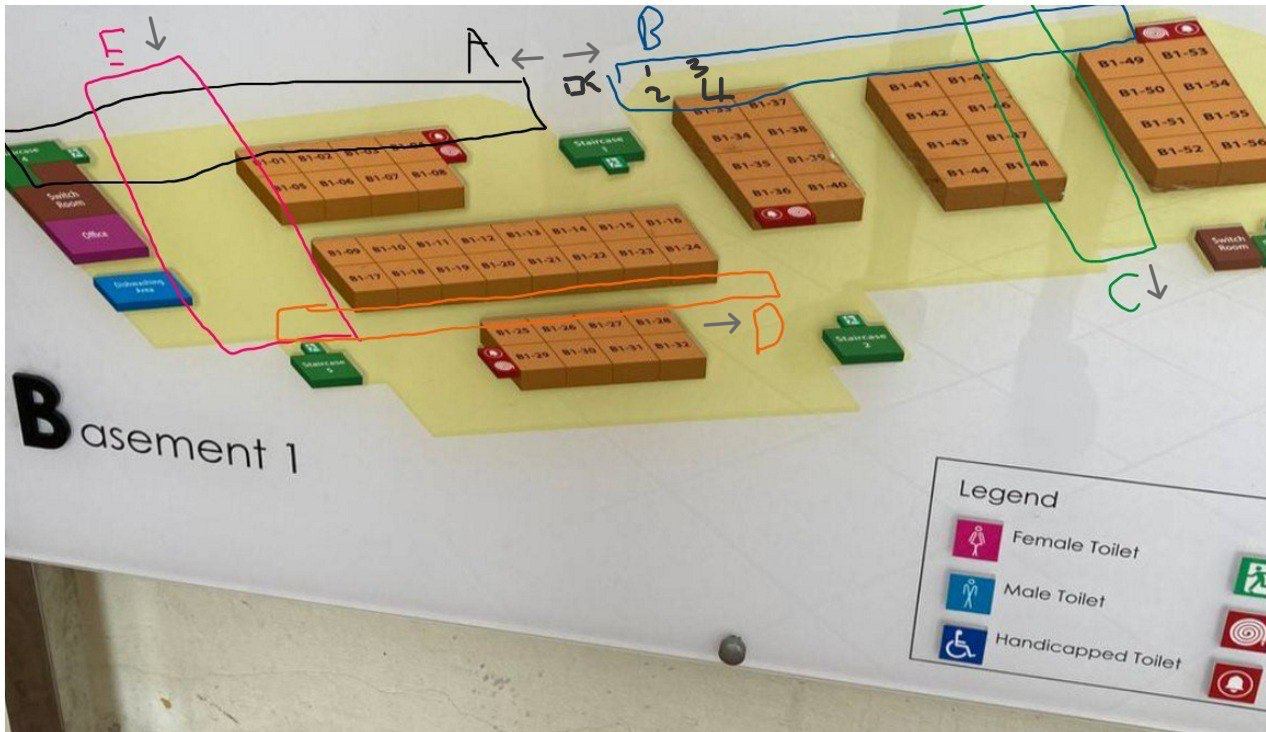 E
A
B
1 3
2 4
B1-01 B1-02 B1-03
B1-05 B1-06 B1-07 B1-08
Staircase 1
B1-37
B1-34 B1-38
B1-35 B1-39
B1-36 B1-40
B1-41 B1-45
B1-42 B1-46
B1-43 B1-47
B1-44 B1-48
B1-49 B1-53
B1-50 B1-54
B1-51 B1-55
B1-52 B1-56
Switch Room
Office
Dishwashing Area
B1-09 B1-10 B1-11 B1-12 B1-13 B1-14 B1-15 B1-16
B1-17 B1-18 B1-19 B1-20 B1-21 B1-22 B1-23 B1-24
Switch Room
C
D
B1-25 B1-26 B1-27 B1-28
B1-29 B1-30 B1-31 B1-32
Staircase 5
Staircase 2
Basement 1
Legend
Female Toilet
Male Toilet
Handicapped Toilet